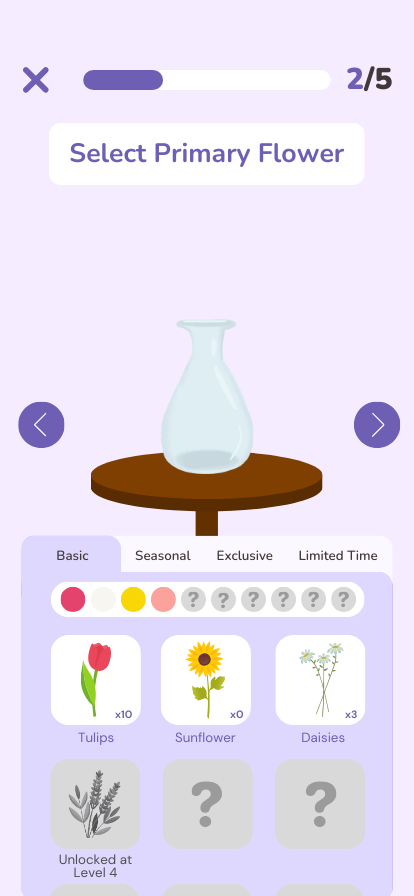 2/5
Select Primary Flower
Basic Seasonal Exclusive Limited Time
? ? ? ? ? ?
x10 x0 x3
Tulips Sunflower Daisies
? ?
Unlocked at
Level 4